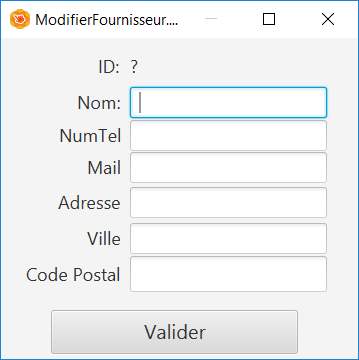 ModifierFournisseur....
ID: ?
Nom:
NumTel
Mail
Adresse
Ville
Code Postal
Valider